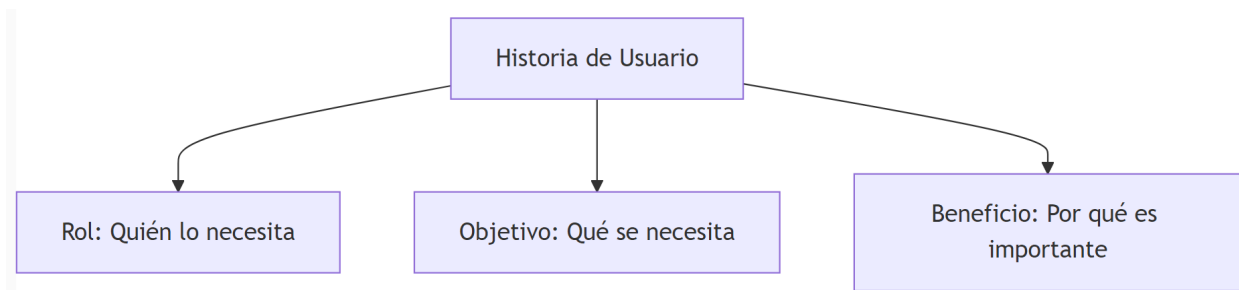 Historia de Usuario
Rol: Quién lo necesita
Objetivo: Qué se necesita
Beneficio: Por qué es
importante